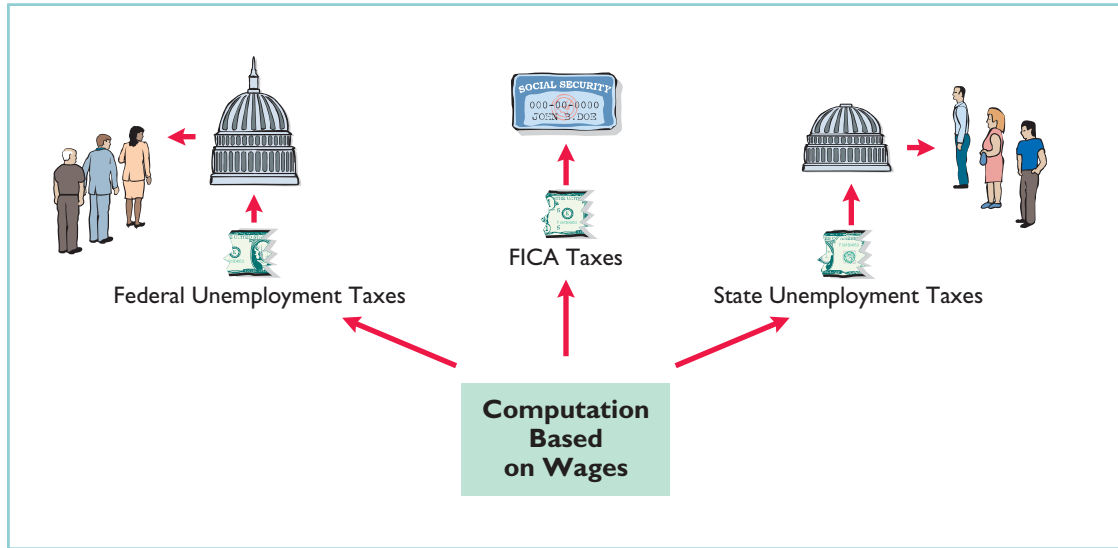 SOCIAL SECURITY
000-00-0000
JOHN B.DOE
FICA Taxes
Federal Unemployment Taxes
State Unemployment Taxes
Computation
Based
on Wages